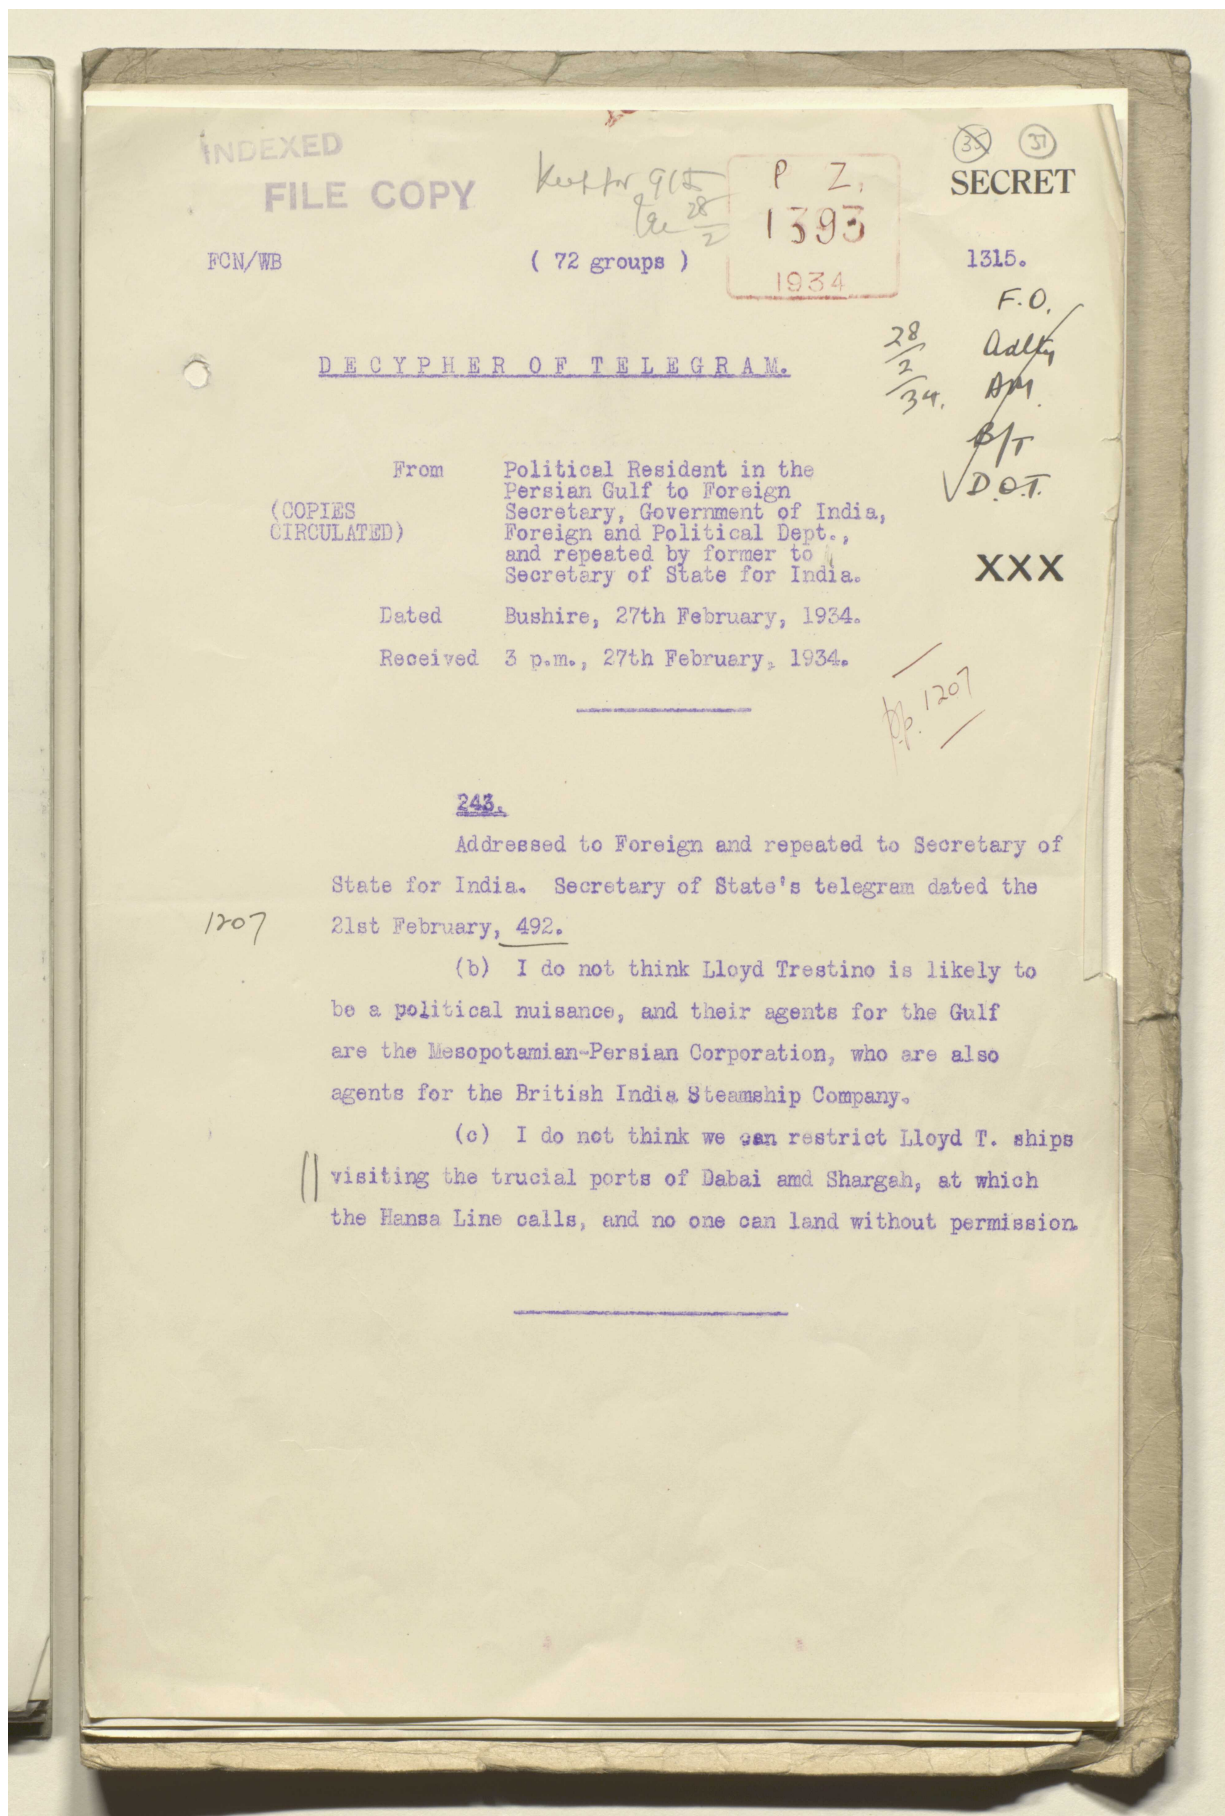 INDEXED
FILE COPY
P Z.
1393
1934
35
37
SECRET
28
2
FCN/WB
( 72 groups )
1315.
F.O.
Adlty
AM.
B/T
D.O.T.
28
2
34.
DECYPHER OF TELEGRAM.
From Political Resident in the
Persian Gulf to Foreign
(COPIES Secretary, Government of India,
CIRCULATED) Foreign and Political Dept.,
and repeated by former to
Secretary of State for India.
XXX
Dated Bushire, 27th February, 1934.
Received 3 p.m., 27th February, 1934.
pp. 1207
243.
Addressed to Foreign and repeated to Secretary of
State for India. Secretary of State's telegram dated the
1207 21st February, 492.
(b) I do not think Lloyd Trestino is likely to
be a political nuisance, and their agents for the Gulf
are the Mesopotamian-Persian Corporation, who are also
agents for the British India Steamship Company.
(c) I do not think we can restrict Lloyd T. ships
visiting the trucial ports of Dabai amd Shargah, at which
the Hansa Line calls, and no one can land without permission.